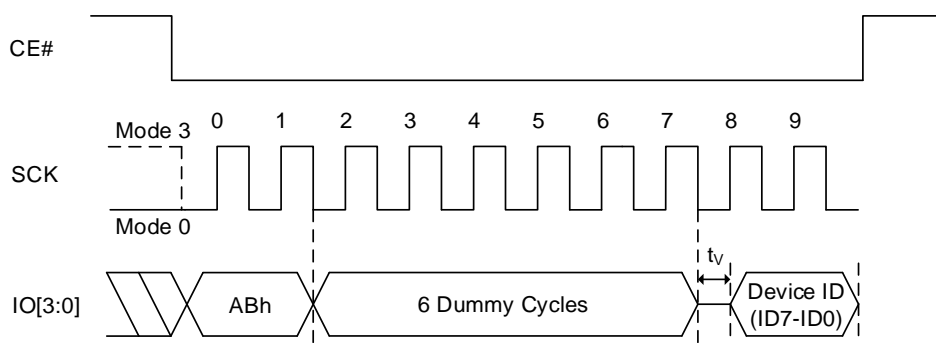 CE#
Mode 3
0 1 2 3 4 5 6 7 8 9
SCK
Mode 0
tV
IO[3:0]
ABh
6 Dummy Cycles
Device ID
(ID7-ID0)